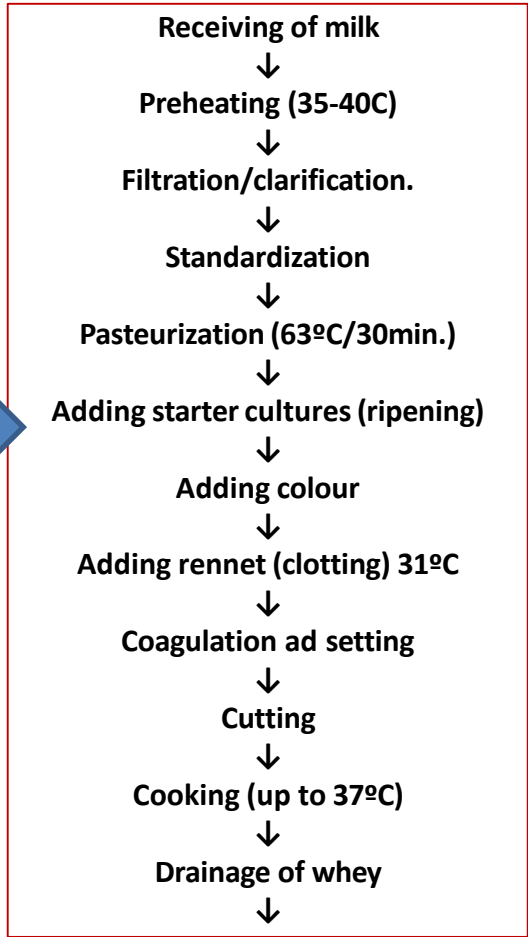 Receiving of milk
↓
Preheating (35-40C)
↓
Filtration/clarification.
↓
Standardization
↓
Pasteurization (63ºC/30min.)
↓
Adding starter cultures (ripening)
↓
Adding colour
↓
Adding rennet (clotting) 31ºC
↓
Coagulation ad setting
↓
Cutting
↓
Cooking (up to 37ºC)
↓
Drainage of whey
↓